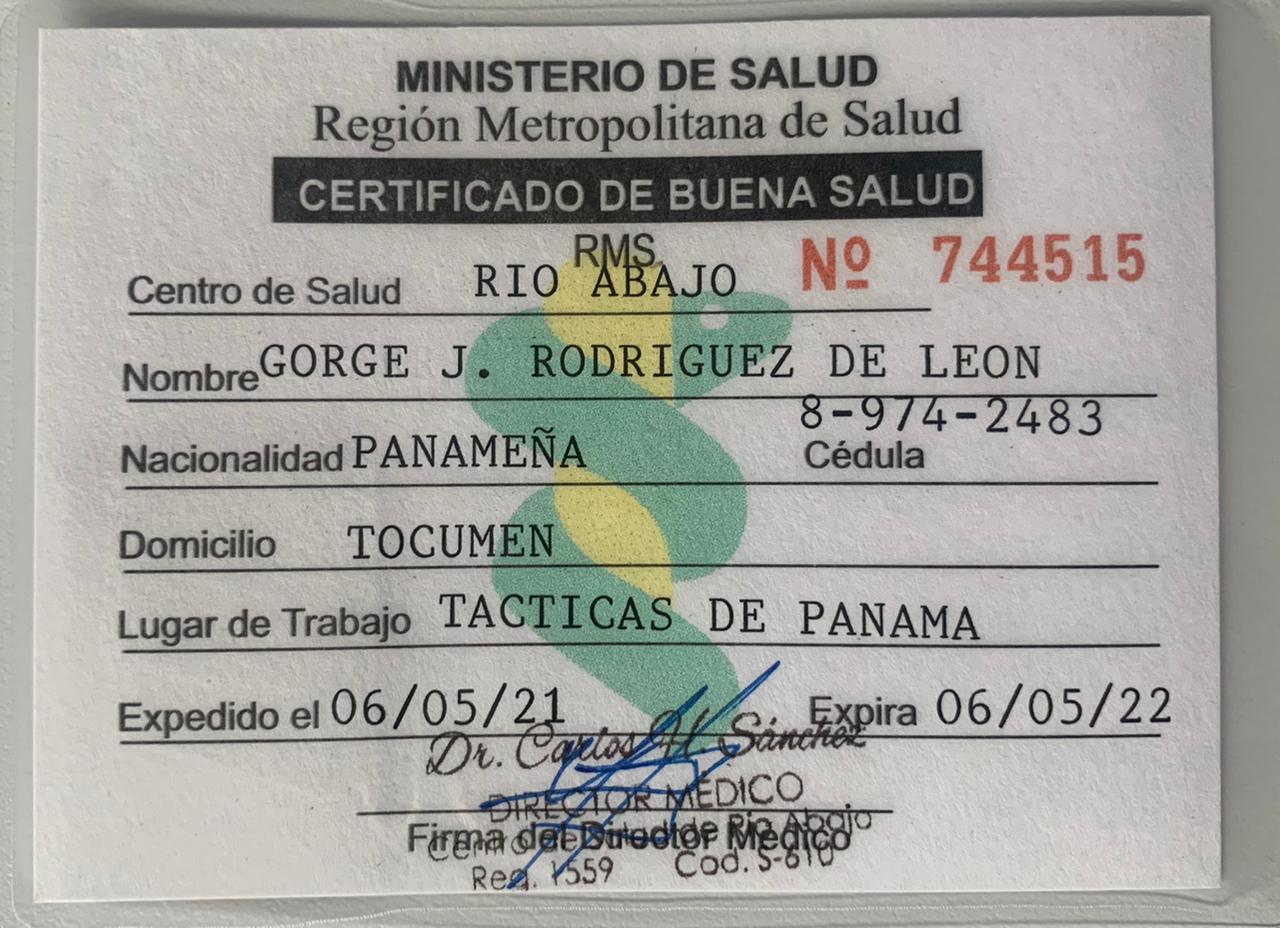 MINISTERIO DE SALUD
Región Metropolitana de Salud
CERTIFICADO DE BUENA SALUD
RMS
Nº 744515
Centro de Salud RIO ABAJO
Nombre GORGE J. RODRIGUEZ DE LEON
8-974-2483
Nacionalidad PANAMEÑA Cédula
Domicilio TOCUMEN
Lugar de Trabajo TACTICAS DE PANAMA
Expedido el 06/05/21 Expira 06/05/22
Dr. Carlos H. Sánchez
DIRECTOR MÉDICO
Firma del Director Médico
Centro de Salud de Rio Abajo
Reg. 1559 Cod. S-610